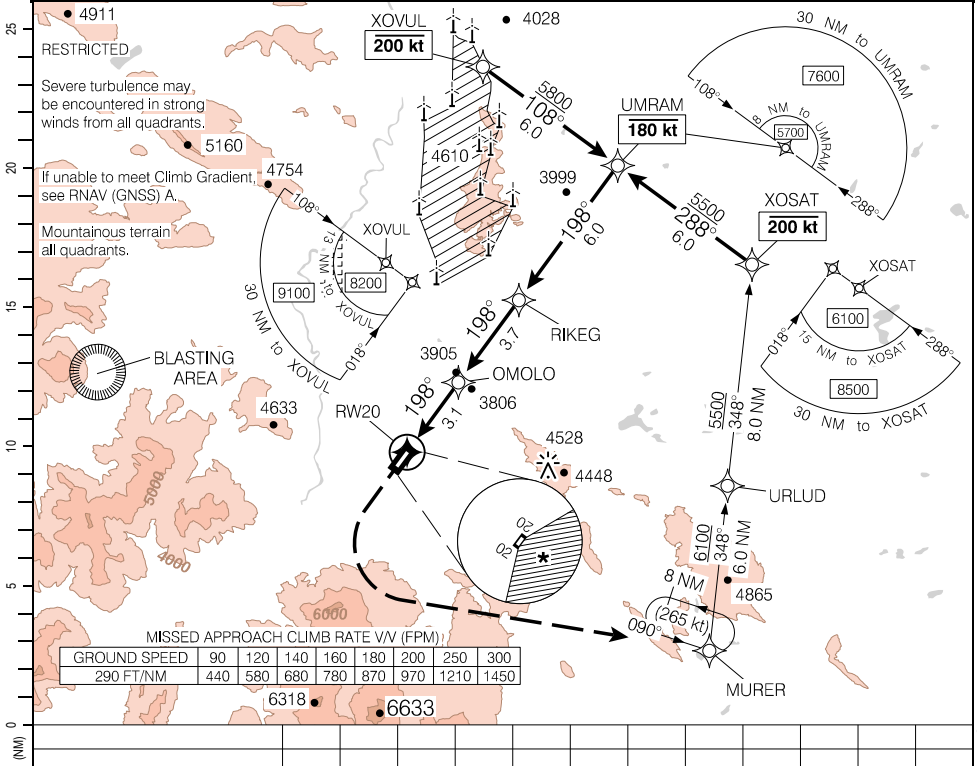 25
4911
RESTRICTED
Severe turbulence may
be encountered in strong
winds from all quadrants.
5160
4754
If unable to meet Climb Gradient,
see RNAV (GNSS) A.
Mountainous terrain
all quadrants.
XOVUL
200 kt
4028
5800
108°
6.0
4610
3999
UMRAM
180 kt
30 NM to UMRAM
7600
108°
8 NM to UMRAM
5700
288°
20
198°
6.0
5500
288°
6.0
XOSAT
200 kt
108°
XOVUL
13 NM to XOVUL
9100
8200
30 NM to XOVUL
018°
15
198°
3.7
RIKEG
XOSAT
6100
018°
15 NM to XOSAT
288°
8500
30 NM to XOSAT
BLASTING
AREA
3905
OMOLO
3806
198°
3.1
4633
RW20
10
4528
4448
5500
348°
8.0 NM
URLUD
5000
4000
20
02
*
6100
348°
6.0 NM
4865
5
8 NM
(265 kt)
090°
MURER
6000
MISSED APPROACH CLIMB RATE V/V (FPM)
GROUND SPEED 90 120 140 160 180 200 250 300
290 FT/NM 440 580 680 780 870 970 1210 1450
6318
6633
0
(NM)